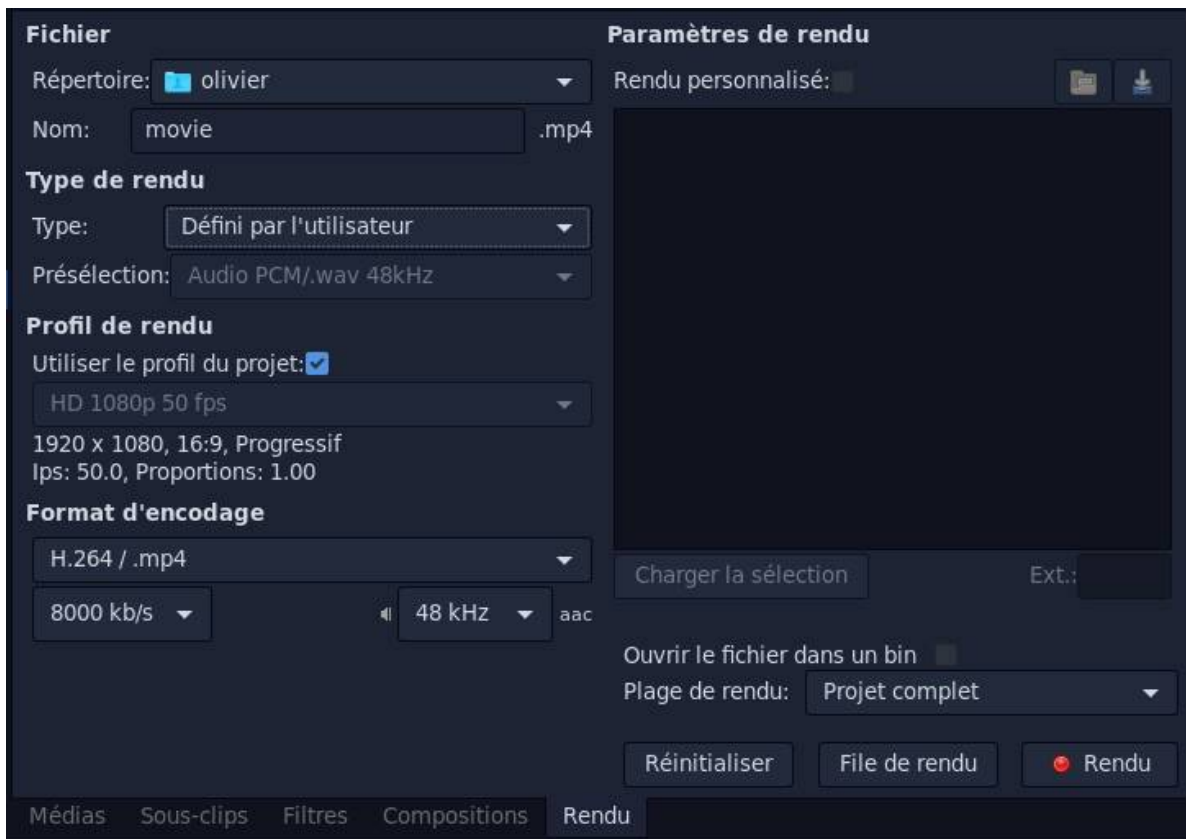 Fichier
Répertoire: olivier
Nom: movie .mp4
Type de rendu
Type: Défini par l'utilisateur
Présélection: Audio PCM/.wav 48kHz
Profil de rendu
Utiliser le profil du projet:
HD 1080p 50 fps
1920 x 1080, 16:9, Progressif
Ips: 50.0, Proportions: 1.00
Format d'encodage
H.264 / .mp4
8000 kb/s 48 kHz aac
Paramètres de rendu
Rendu personnalisé:
Charger la sélection Ext.:
Ouvrir le fichier dans un bin
Plage de rendu: Projet complet
Réinitialiser File de rendu Rendu
Médias Sous-clips Filtres Compositions Rendu